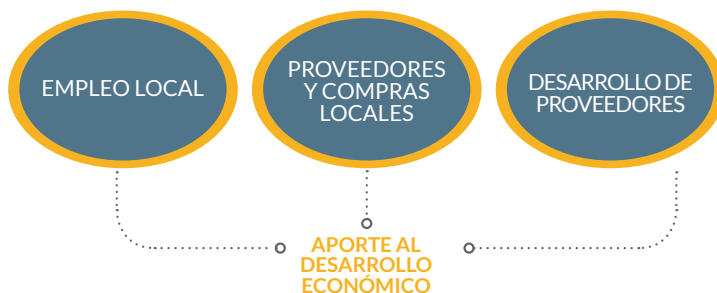 EMPLEO LOCAL
PROVEEDORES
Y COMPRAS
LOCALES
DESARROLLO DE
PROVEEDORES
APORTE AL
DESARROLLO
ECONÓMICO